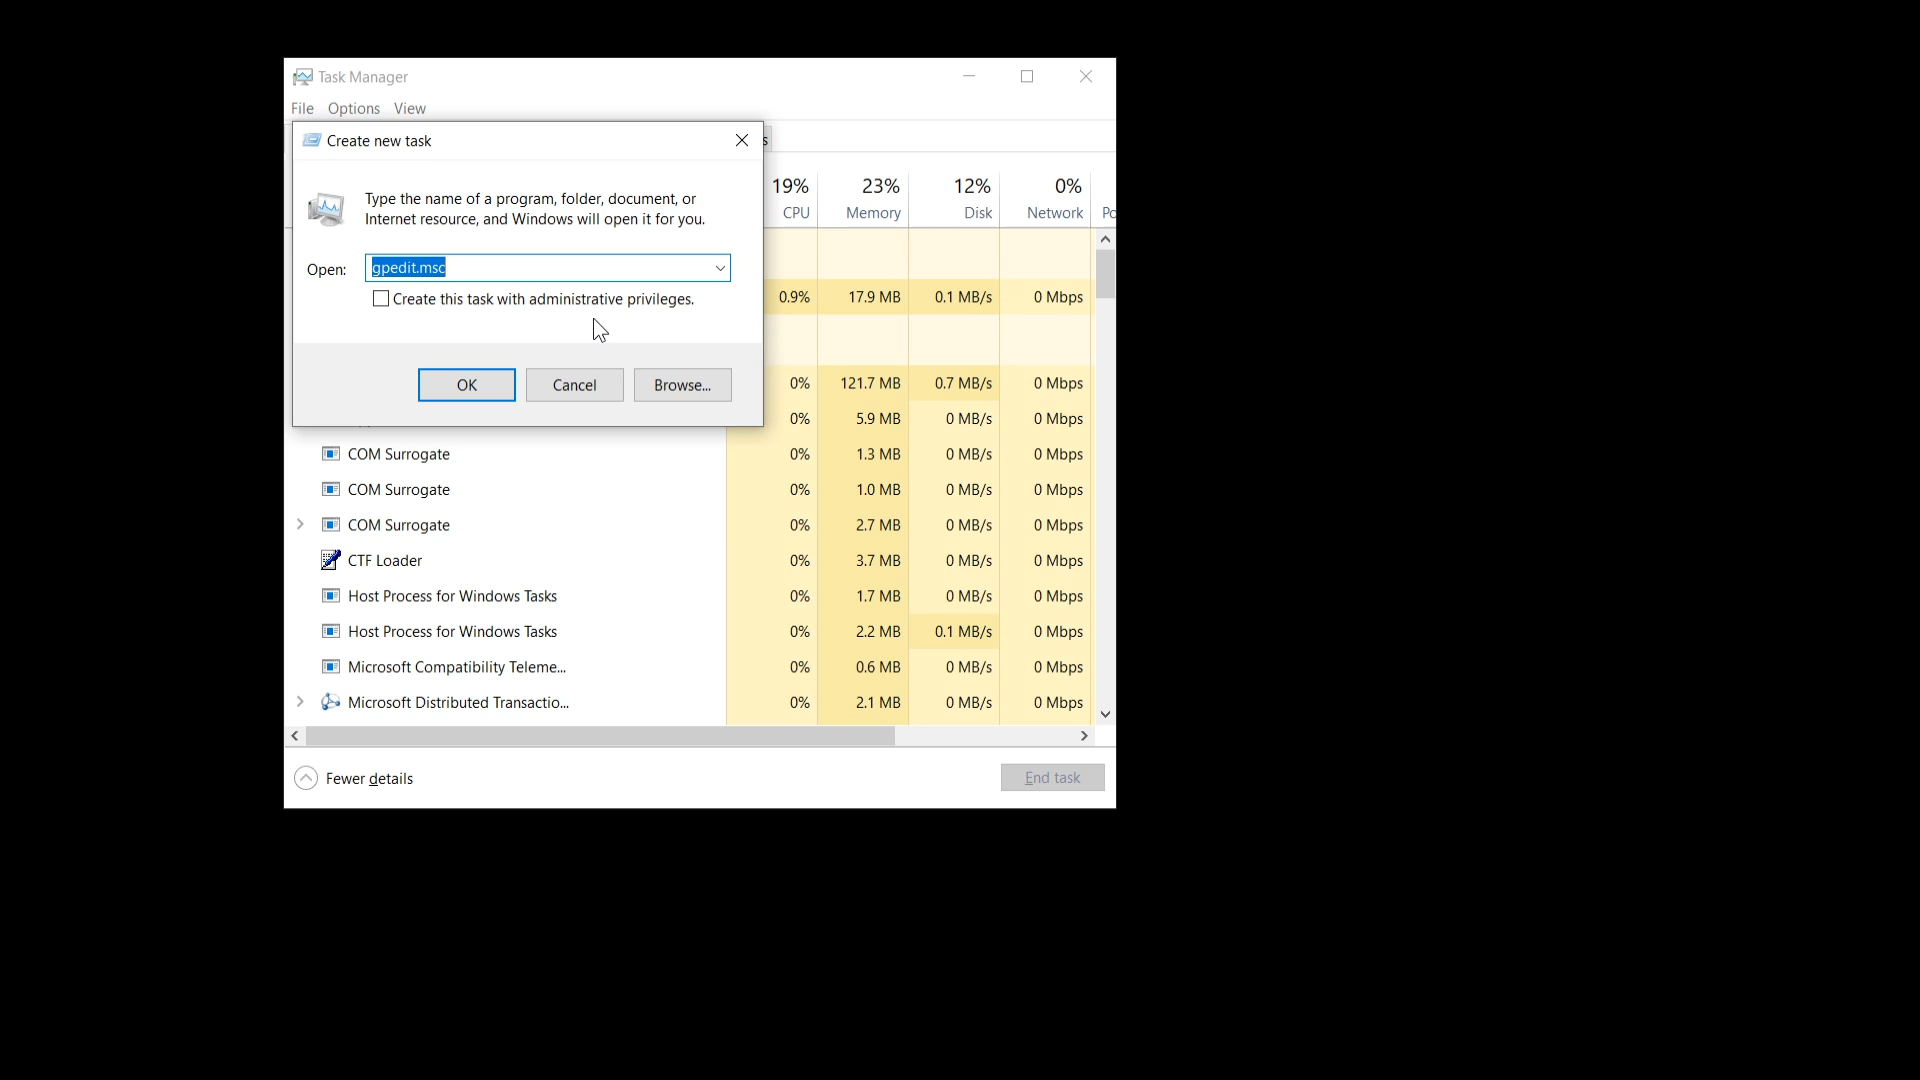 Task Manager
File Options View
Create new task
s
Type the name of a program, folder, document, or
Internet resource, and Windows will open it for you.
Open: gpedit.msc
Create this task with administrative privileges.
OK Cancel Browse...
19% 23% 12% 0%
CPU Memory Disk Network Po
0.9% 17.9 MB 0.1 MB/s 0 Mbps
0% 121.7 MB 0.7 MB/s 0 Mbps
0% 5.9 MB 0 MB/s 0 Mbps
COM Surrogate 0% 1.3 MB 0 MB/s 0 Mbps
COM Surrogate 0% 1.0 MB 0 MB/s 0 Mbps
COM Surrogate 0% 2.7 MB 0 MB/s 0 Mbps
CTF Loader 0% 3.7 MB 0 MB/s 0 Mbps
Host Process for Windows Tasks 0% 1.7 MB 0 MB/s 0 Mbps
Host Process for Windows Tasks 0% 2.2 MB 0.1 MB/s 0 Mbps
Microsoft Compatibility Teleme... 0% 0.6 MB 0 MB/s 0 Mbps
Microsoft Distributed Transactio... 0% 2.1 MB 0 MB/s 0 Mbps
Fewer details End task